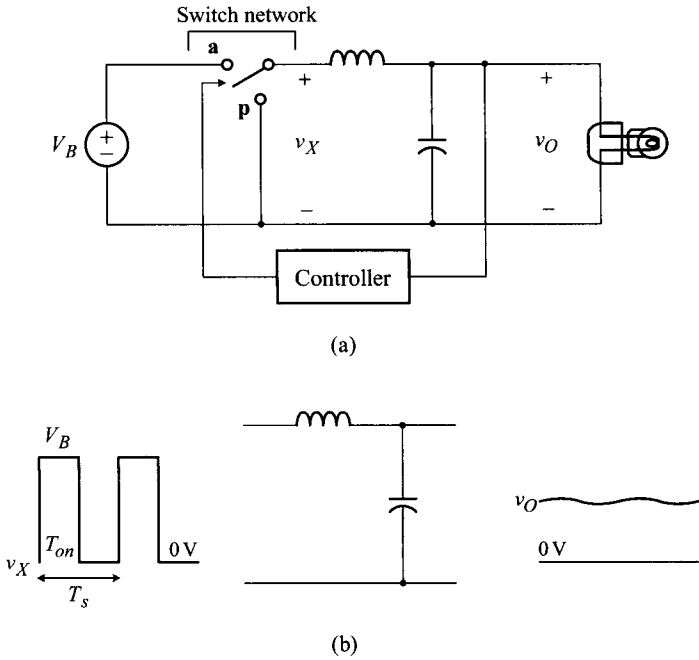 Switch network
a
p
+
−
V_B
+
v_X
−
+
v_O
−
Controller
(a)
V_B
T_on
0 V
v_X
T_s
v_O
0 V
(b)